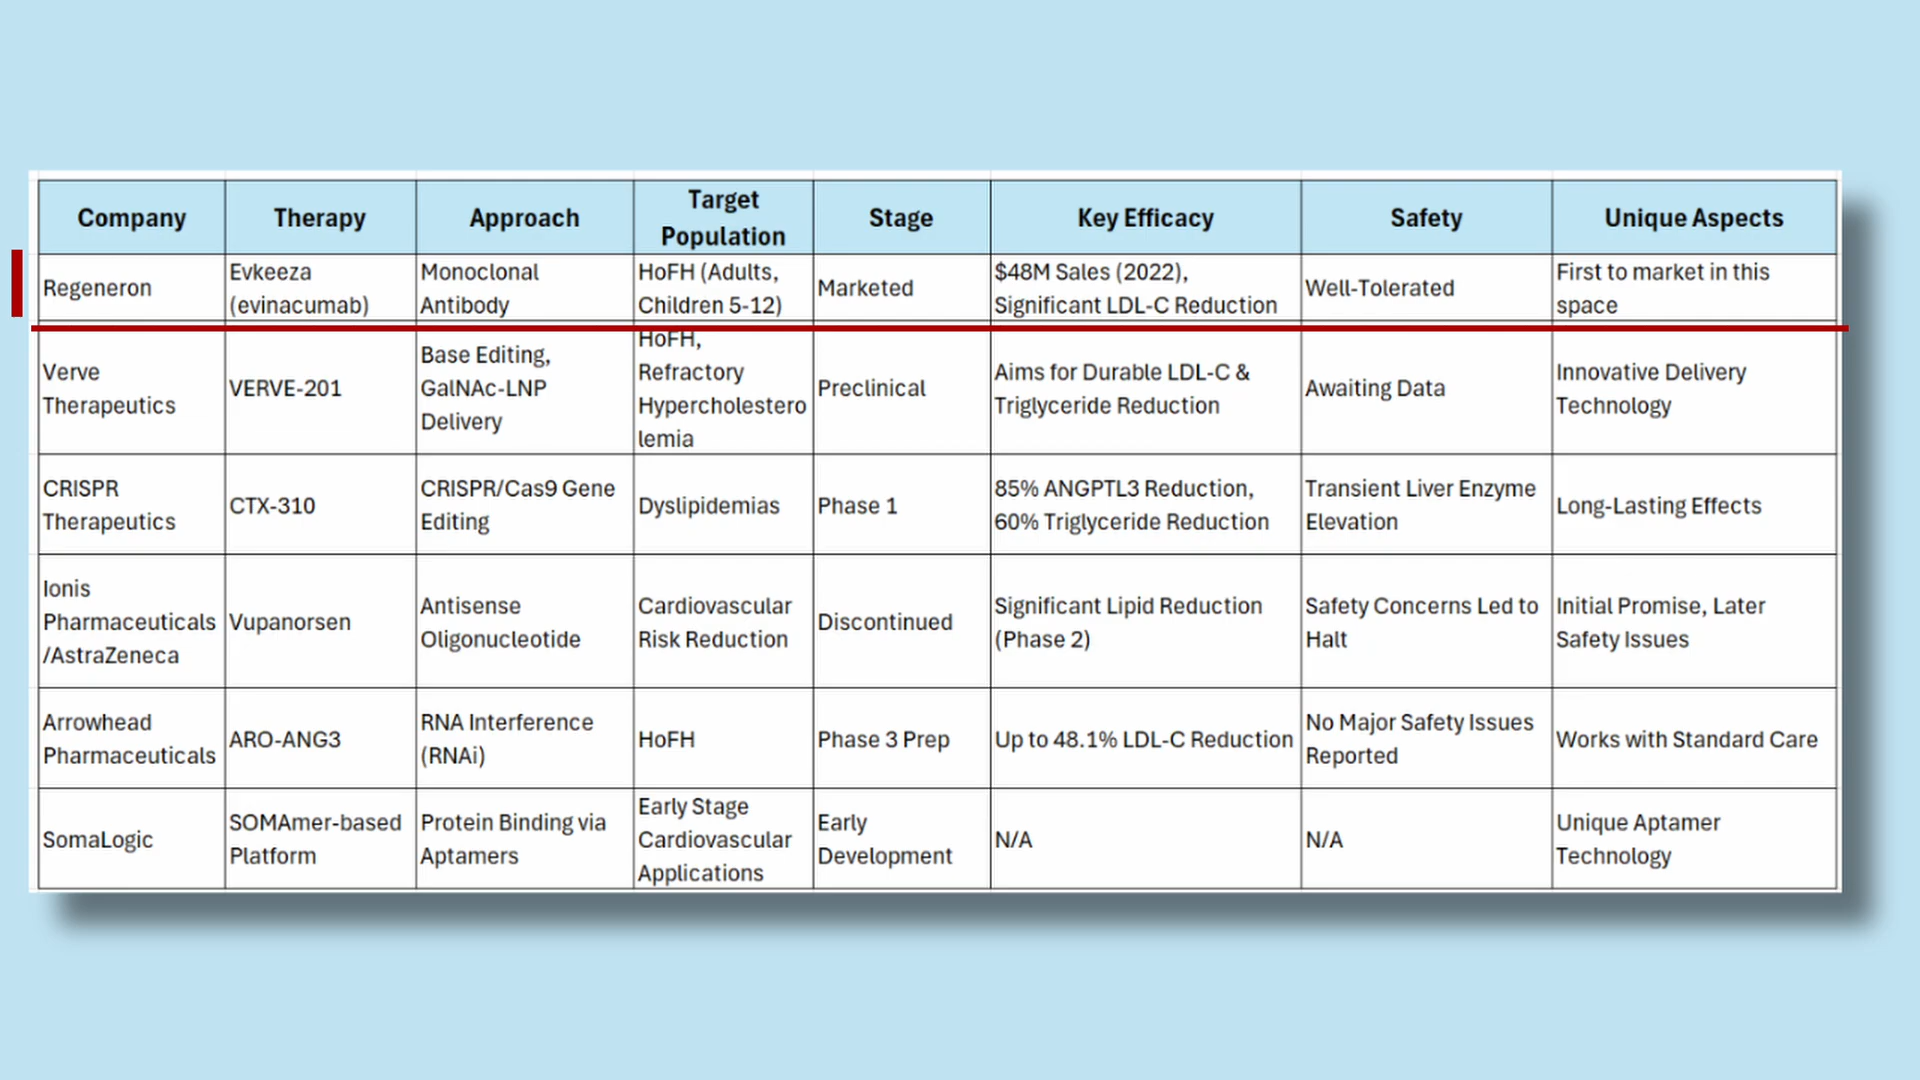 Company Therapy Approach Target Population Stage Key Efficacy Safety Unique Aspects
Regeneron
Evkeeza
(evinacumab)
Monoclonal
Antibody
HoFH (Adults,
Children 5-12)
Marketed
$48M Sales (2022),
Significant LDL-C Reduction
Well-Tolerated
First to market in this
space
Verve
Therapeutics
VERVE-201
Base Editing,
GalNAc-LNP
Delivery
HoFH,
Refractory
Hypercholestero
lemia
Preclinical
Aims for Durable LDL-C &
Triglyceride Reduction
Awaiting Data
Innovative Delivery
Technology
CRISPR
Therapeutics
CTX-310
CRISPR/Cas9 Gene
Editing
Dyslipidemias
Phase 1
85% ANGPTL3 Reduction,
60% Triglyceride Reduction
Transient Liver Enzyme
Elevation
Long-Lasting Effects
Ionis
Pharmaceuticals
/AstraZeneca
Vupanorsen
Antisense
Oligonucleotide
Cardiovascular
Risk Reduction
Discontinued
Significant Lipid Reduction
(Phase 2)
Safety Concerns Led to
Halt
Initial Promise, Later
Safety Issues
Arrowhead
Pharmaceuticals
ARO-ANG3
RNA Interference
(RNAi)
HoFH
Phase 3 Prep
Up to 48.1% LDL-C Reduction
No Major Safety Issues
Reported
Works with Standard Care
SomaLogic
SOMAmer-based
Platform
Protein Binding via
Aptamers
Early Stage
Cardiovascular
Applications
Early
Development
N/A
N/A
Unique Aptamer
Technology